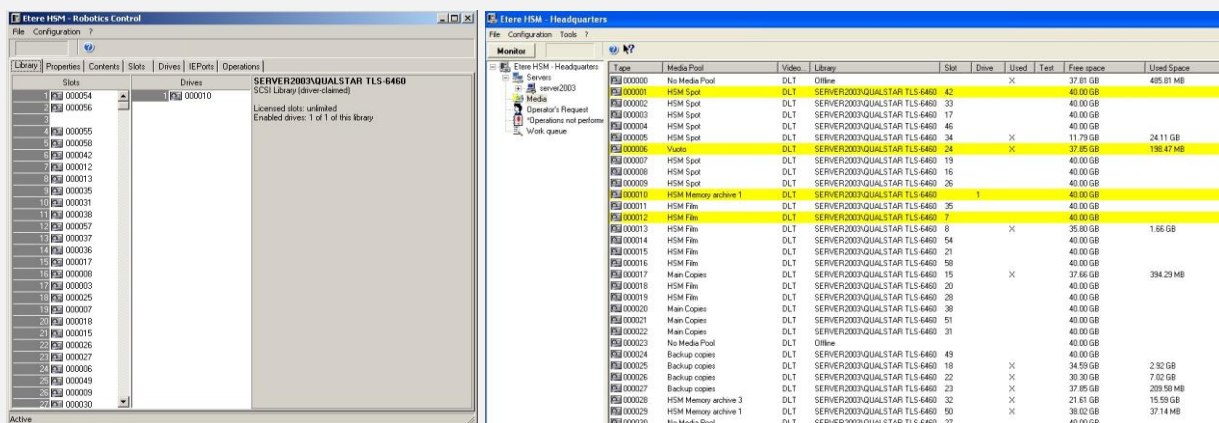 Etere HSM - Robotics Control
File Configuration ?
Library Properties Contents Slots Drives IEPorts Operations
Slots
1 000054
2 000056
3
4 000055
5 000058
6 000042
7 000012
8 000013
9 000035
10 000031
11 000038
12 000057
13 000037
14 000036
15 000017
16 000008
17 000003
18 000025
19 000007
20 000018
21 000015
22 000026
23 000027
24 000006
25 000049
26 000009
27 000030
Drives
1 000010
SERVER2003\QUALSTAR TLS-6460
SCSI Library (driver-claimed)
Licensed slots: unlimited
Enabled drives: 1 of 1 of this library
Active
Etere HSM - Headquarters
File Configuration Tools ?
Monitor
Etere HSM - Headquarters
Servers
server2003
Media
Operator's Request
*Operations not performe
Work queue
Tape Media Pool Video... Library Slot Drive Used Test Free space Used Space
000000 No Media Pool DLT Offline X 37.81 GB 485.81 MB
000001 HSM Spot DLT SERVER2003\QUALSTAR TLS-6460 42 40.00 GB
000002 HSM Spot DLT SERVER2003\QUALSTAR TLS-6460 33 40.00 GB
000003 HSM Spot DLT SERVER2003\QUALSTAR TLS-6460 17 40.00 GB
000004 HSM Spot DLT SERVER2003\QUALSTAR TLS-6460 46 40.00 GB
000005 HSM Spot DLT SERVER2003\QUALSTAR TLS-6460 34 X 11.79 GB 24.11 GB
000006 Vuoto DLT SERVER2003\QUALSTAR TLS-6460 24 X 37.85 GB 198.47 MB
000007 HSM Spot DLT SERVER2003\QUALSTAR TLS-6460 19 40.00 GB
000008 HSM Spot DLT SERVER2003\QUALSTAR TLS-6460 16 40.00 GB
000009 HSM Spot DLT SERVER2003\QUALSTAR TLS-6460 26 40.00 GB
000010 HSM Memory archive 1 DLT SERVER2003\QUALSTAR TLS-6460 1 40.00 GB
000011 HSM Film DLT SERVER2003\QUALSTAR TLS-6460 35 40.00 GB
000012 HSM Film DLT SERVER2003\QUALSTAR TLS-6460 7 40.00 GB
000013 HSM Film DLT SERVER2003\QUALSTAR TLS-6460 8 X 35.80 GB 1.66 GB
000014 HSM Film DLT SERVER2003\QUALSTAR TLS-6460 54 40.00 GB
000015 HSM Film DLT SERVER2003\QUALSTAR TLS-6460 21 40.00 GB
000016 HSM Film DLT SERVER2003\QUALSTAR TLS-6460 58 40.00 GB
000017 Main Copies DLT SERVER2003\QUALSTAR TLS-6460 15 X 37.66 GB 394.29 MB
000018 HSM Film DLT SERVER2003\QUALSTAR TLS-6460 20 40.00 GB
000019 HSM Film DLT SERVER2003\QUALSTAR TLS-6460 28 40.00 GB
000020 Main Copies DLT SERVER2003\QUALSTAR TLS-6460 38 40.00 GB
000021 Main Copies DLT SERVER2003\QUALSTAR TLS-6460 51 40.00 GB
000022 Main Copies DLT SERVER2003\QUALSTAR TLS-6460 31 40.00 GB
000023 No Media Pool DLT Offline 40.00 GB
000024 Backup copies DLT SERVER2003\QUALSTAR TLS-6460 49 40.00 GB
000025 Backup copies DLT SERVER2003\QUALSTAR TLS-6460 18 X 34.59 GB 2.92 GB
000026 Backup copies DLT SERVER2003\QUALSTAR TLS-6460 22 X 30.30 GB 7.02 GB
000027 Backup copies DLT SERVER2003\QUALSTAR TLS-6460 23 X 37.85 GB 209.58 MB
000028 HSM Memory archive 3 DLT SERVER2003\QUALSTAR TLS-6460 32 X 21.61 GB 15.59 GB
000029 HSM Memory archive 1 DLT SERVER2003\QUALSTAR TLS-6460 50 X 38.02 GB 37.14 MB
000030 No Media Pool DLT SERVER2003\QUALSTAR TLS-6460 27 40.00 GB